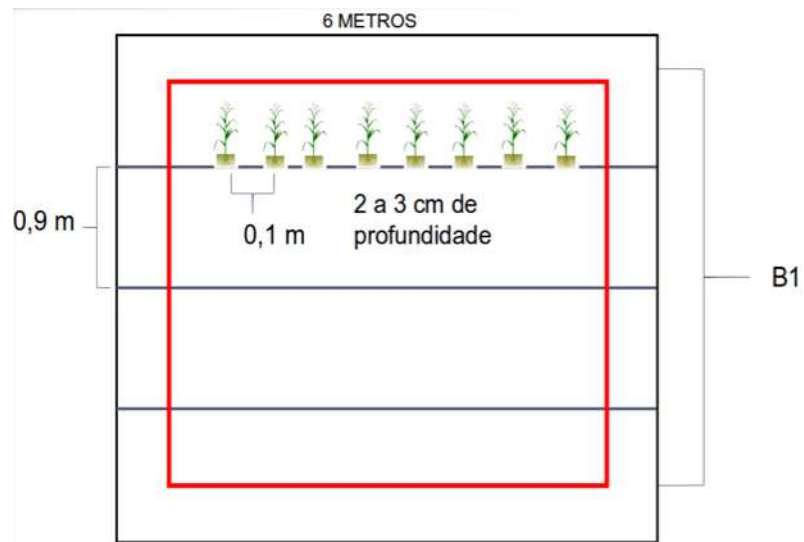 6 METROS
0,9 m
0,1 m
2 a 3 cm de
profundidade
B1